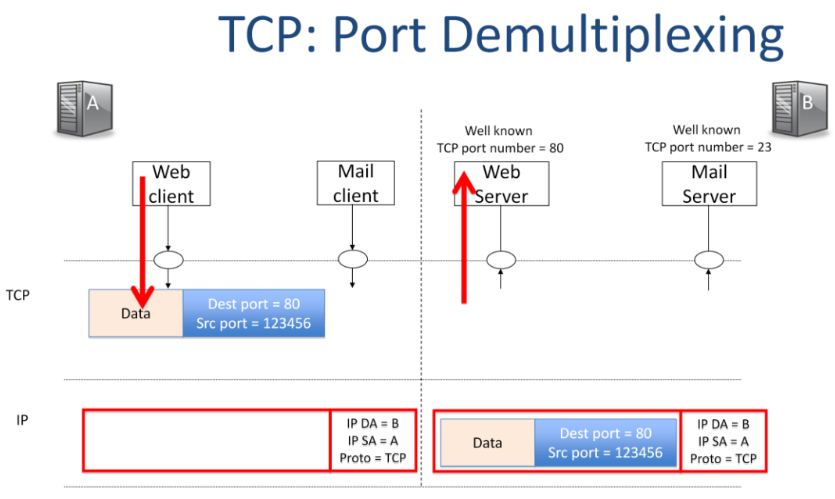 TCP: Port Demultiplexing
A
B
Well known
TCP port number = 80
Well known
TCP port number = 23
Web
client
Mail
client
Web
Server
Mail
Server
TCP
Data
Dest port = 80
Src port = 123456
IP
IP DA = B
IP SA = A
Proto = TCP
Data
Dest port = 80
Src port = 123456
IP DA = B
IP SA = A
Proto = TCP